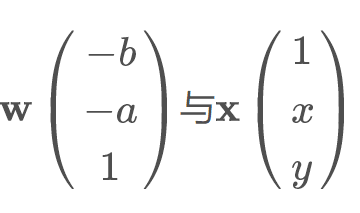 w ( −b −a 1 ) 与 x ( 1 x y )